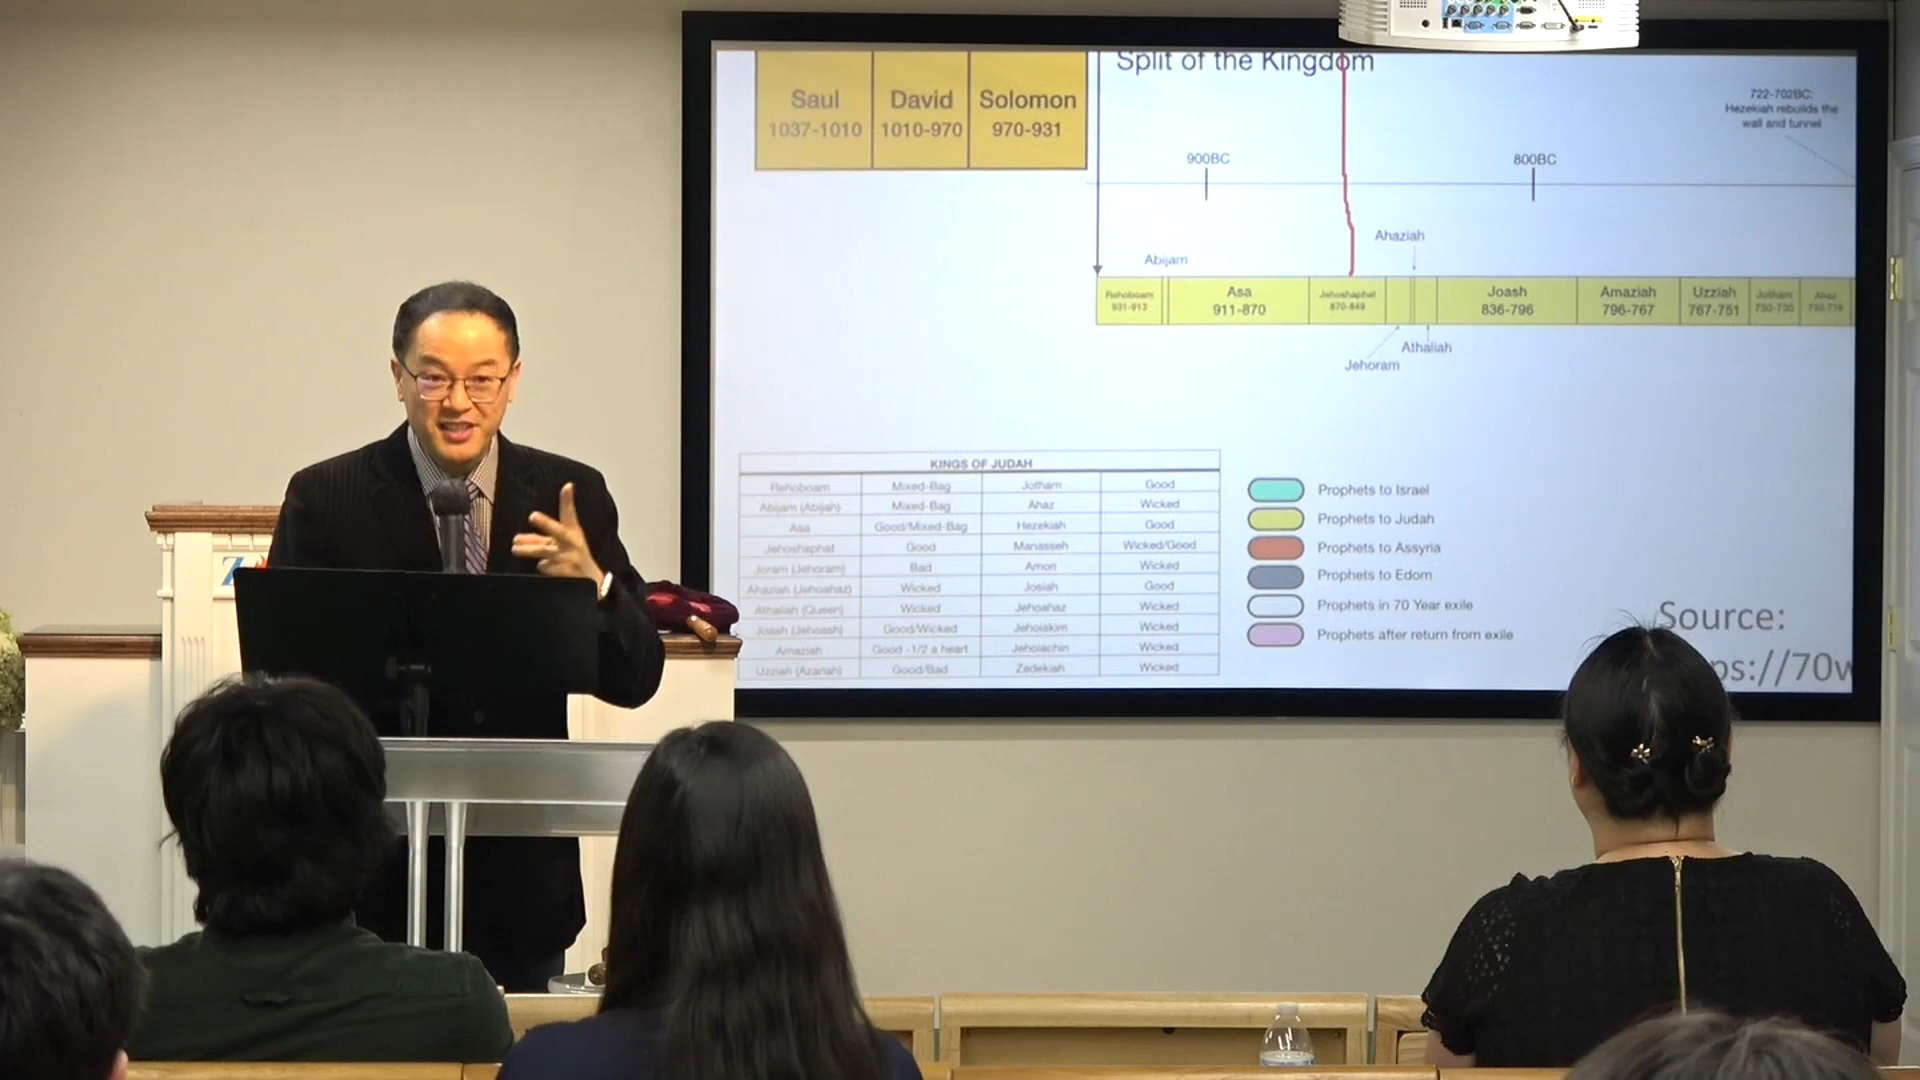 Split of the Kingdom
Saul
1037-1010
David
1010-970
Solomon
970-931
722-702BC:
Hezekiah rebuilds the
wall and tunnel
900BC
800BC
Ahaziah
Abijam
Rehoboam
931-913
Asa
911-870
Jehoshaphat
870-849
Joash
836-796
Amaziah
796-767
Uzziah
767-751
Jotham
750-735
Ahaz
Athaliah
Jehoram
KINGS OF JUDAH
Rehoboam Mixed-Bag Jotham Good
Abijam (Abijah) Mixed-Bag Ahaz Wicked
Asa Good/Mixed-Bag Hezekiah Good
Jehoshaphat Good Manasseh Wicked/Good
Joram (Jehoram) Bad Amon Wicked
Ahaziah (Jehoahaz) Wicked Josiah Good
Athaliah (Queen) Wicked Jehoahaz Wicked
Joash (Jehoash) Good/Wicked Jehoiakim Wicked
Amaziah Good -1/2 a heart Jehoiachin Wicked
Uzziah (Azariah) Good/Bad Zedekiah Wicked
Prophets to Israel
Prophets to Judah
Prophets to Assyria
Prophets to Edom
Prophets in 70 Year exile
Prophets after return from exile
Source:
ps://70w
Z